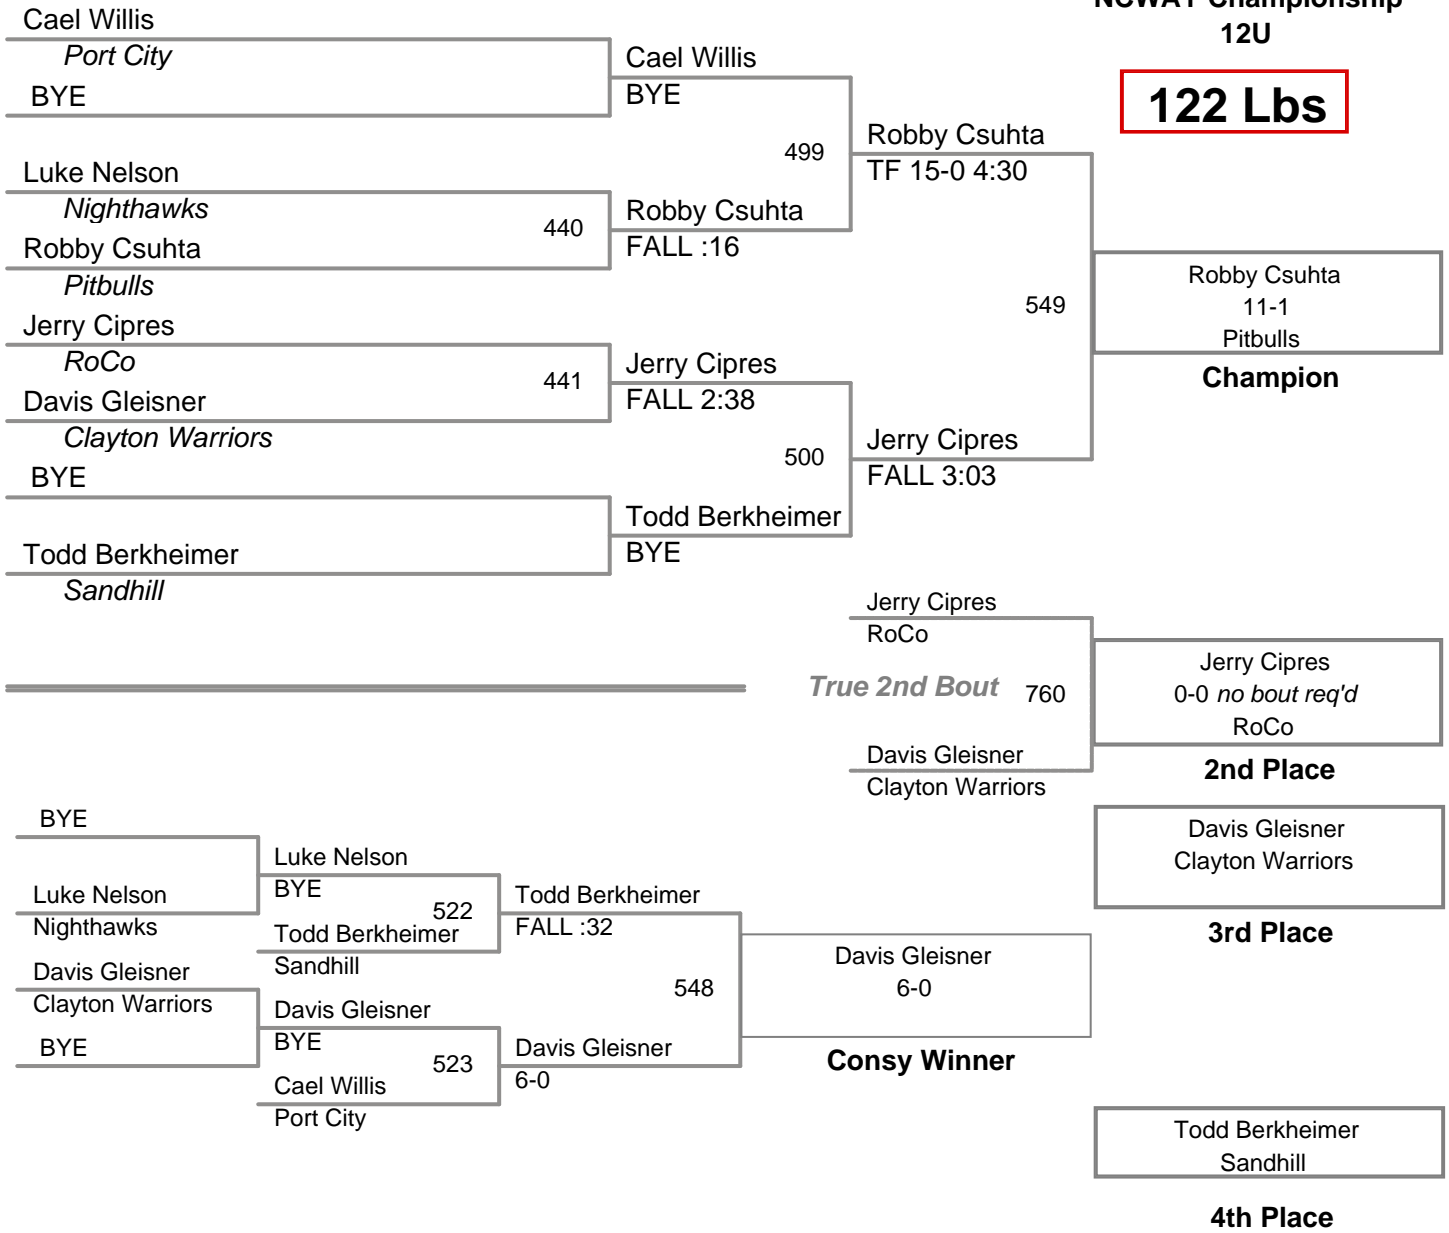 Cael Willis
Port City
BYE
Luke Nelson
Nighthawks
Robby Csuhta
Pitbulls
Jerry Cipres
RoCo
Davis Gleisner
Clayton Warriors
BYE
Todd Berkheimer
Sandhill
Cael Willis
BYE
440
Robby Csuhta
FALL :16
441
Jerry Cipres
FALL 2:38
Todd Berkheimer
BYE
499
Robby Csuhta
TF 15-0 4:30
500
Jerry Cipres
FALL 3:03
Championship
12U
122 Lbs
549
Robby Csuhta
11-1
Pitbulls
Champion
Jerry Cipres
RoCo
True 2nd Bout 760
Davis Gleisner
Clayton Warriors
Jerry Cipres
0-0 no bout req'd
RoCo
2nd Place
BYE
Luke Nelson
Nighthawks
Davis Gleisner
Clayton Warriors
BYE
Luke Nelson
BYE
522
Todd Berkheimer
Sandhill
Davis Gleisner
BYE
523
Cael Willis
Port City
Todd Berkheimer
FALL :32
548
Davis Gleisner
6-0
Davis Gleisner
6-0
Consy Winner
Davis Gleisner
Clayton Warriors
3rd Place
Todd Berkheimer
Sandhill
4th Place